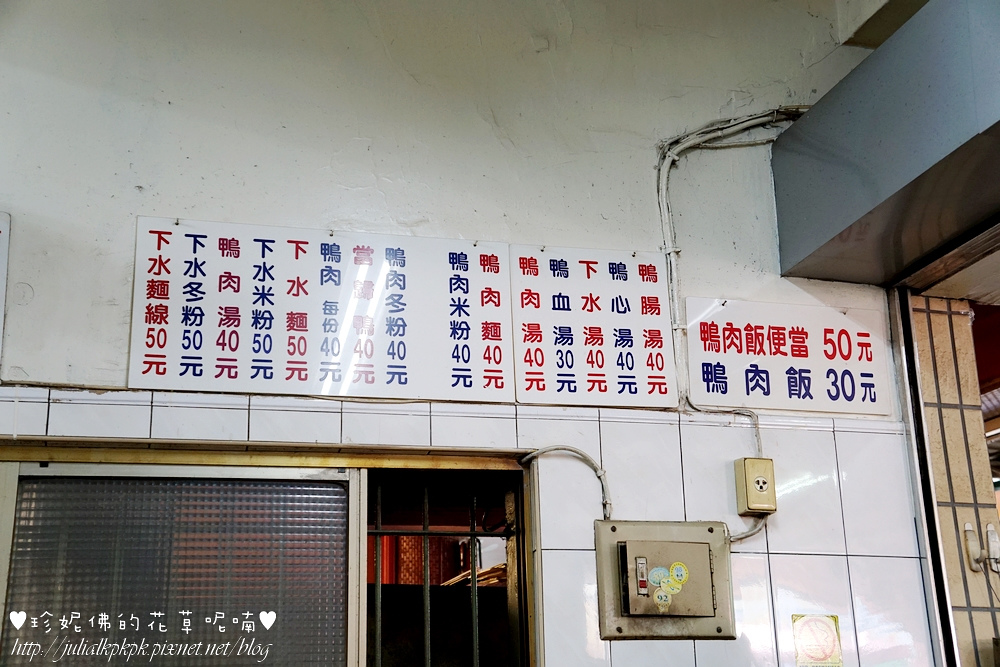 下水麵線50元
下水冬粉50元
鴨肉湯40元
下水米粉50元
下水麵50元
鴨肉每份40元
當歸鴨40元
鴨肉冬粉40元
鴨肉米粉40元
鴨肉麵40元
鴨肉湯40元
鴨血湯30元
下水湯40元
鴨心湯40元
鴨腸湯40元
鴨肉飯便當 50元
鴨肉飯 30元
92
♥珍妮佛的花草呢喃♥
http://julialkpkpk.pixnet.net/blog